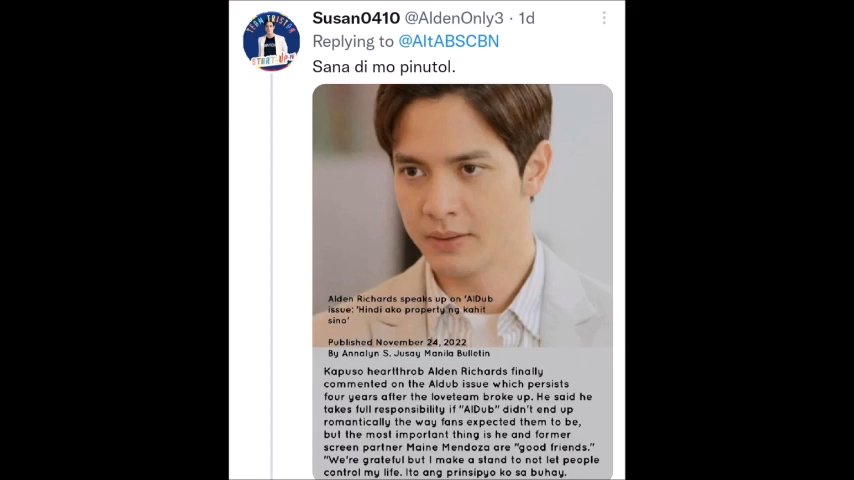 TEAM TRISTAN
START-UP
Susan0410 @AldenOnly3 · 1d
Replying to @AltABSCBN
Sana di mo pinutol.
Alden Richards speaks up on 'AlDub
issue: 'Hindi ako property ng kahit
sino'
Published November 24, 2022
By Annalyn S. Jusay Manila Bulletin
Kapuso heartthrob Alden Richards finally
commented on the Aldub issue which persists
four years after the loveteam broke up. He said he
takes full responsibility if "AlDub" didn't end up
romantically the way fans expected them to be,
but the most important thing is he and former
screen partner Maine Mendoza are "good friends."
"We're grateful but I make a stand to not let people
control my life. Ito ang prinsipyo ko sa buhay.